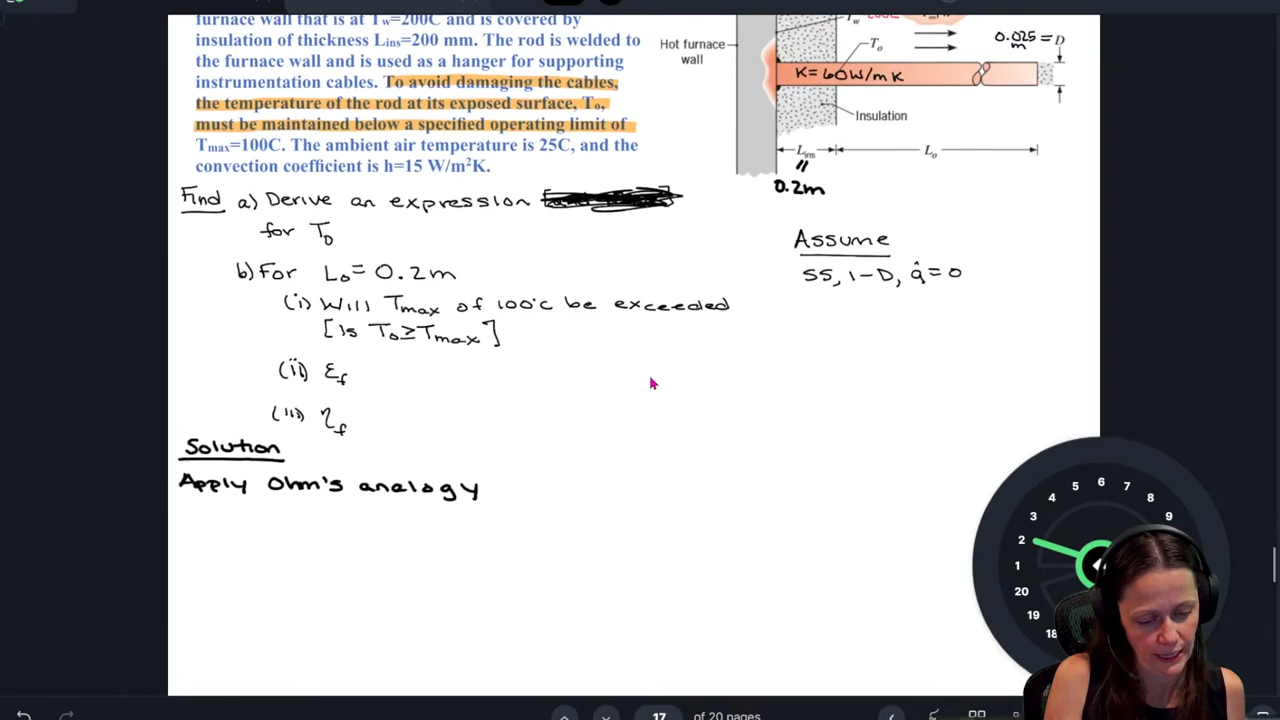 furnace wall that is at Tw=200C and is covered by
insulation of thickness Lins=200 mm. The rod is welded to
the furnace wall and is used as a hanger for supporting
instrumentation cables. To avoid damaging the cables,
the temperature of the rod at its exposed surface, To,
must be maintained below a specified operating limit of
Tmax=100C. The ambient air temperature is 25C, and the
convection coefficient is h=15 W/m²K.
Tw
0.025 = D
m
Hot furnace
wall
To
K=60W/mK
Insulation
Lins
Lo
0.2m
Find a) Derive an expression
for To
b) For Lo= 0.2m
(i) Will Tmax of 100°C be exceeded
[Is To≥Tmax]
(ii) εf
(iii) ηf
Assume
SS, 1-D, q̇=0
Solution
Apply Ohm's analogy
1
2
3
4
5
6
7
8
9
20
19
18
17
of 20 pages